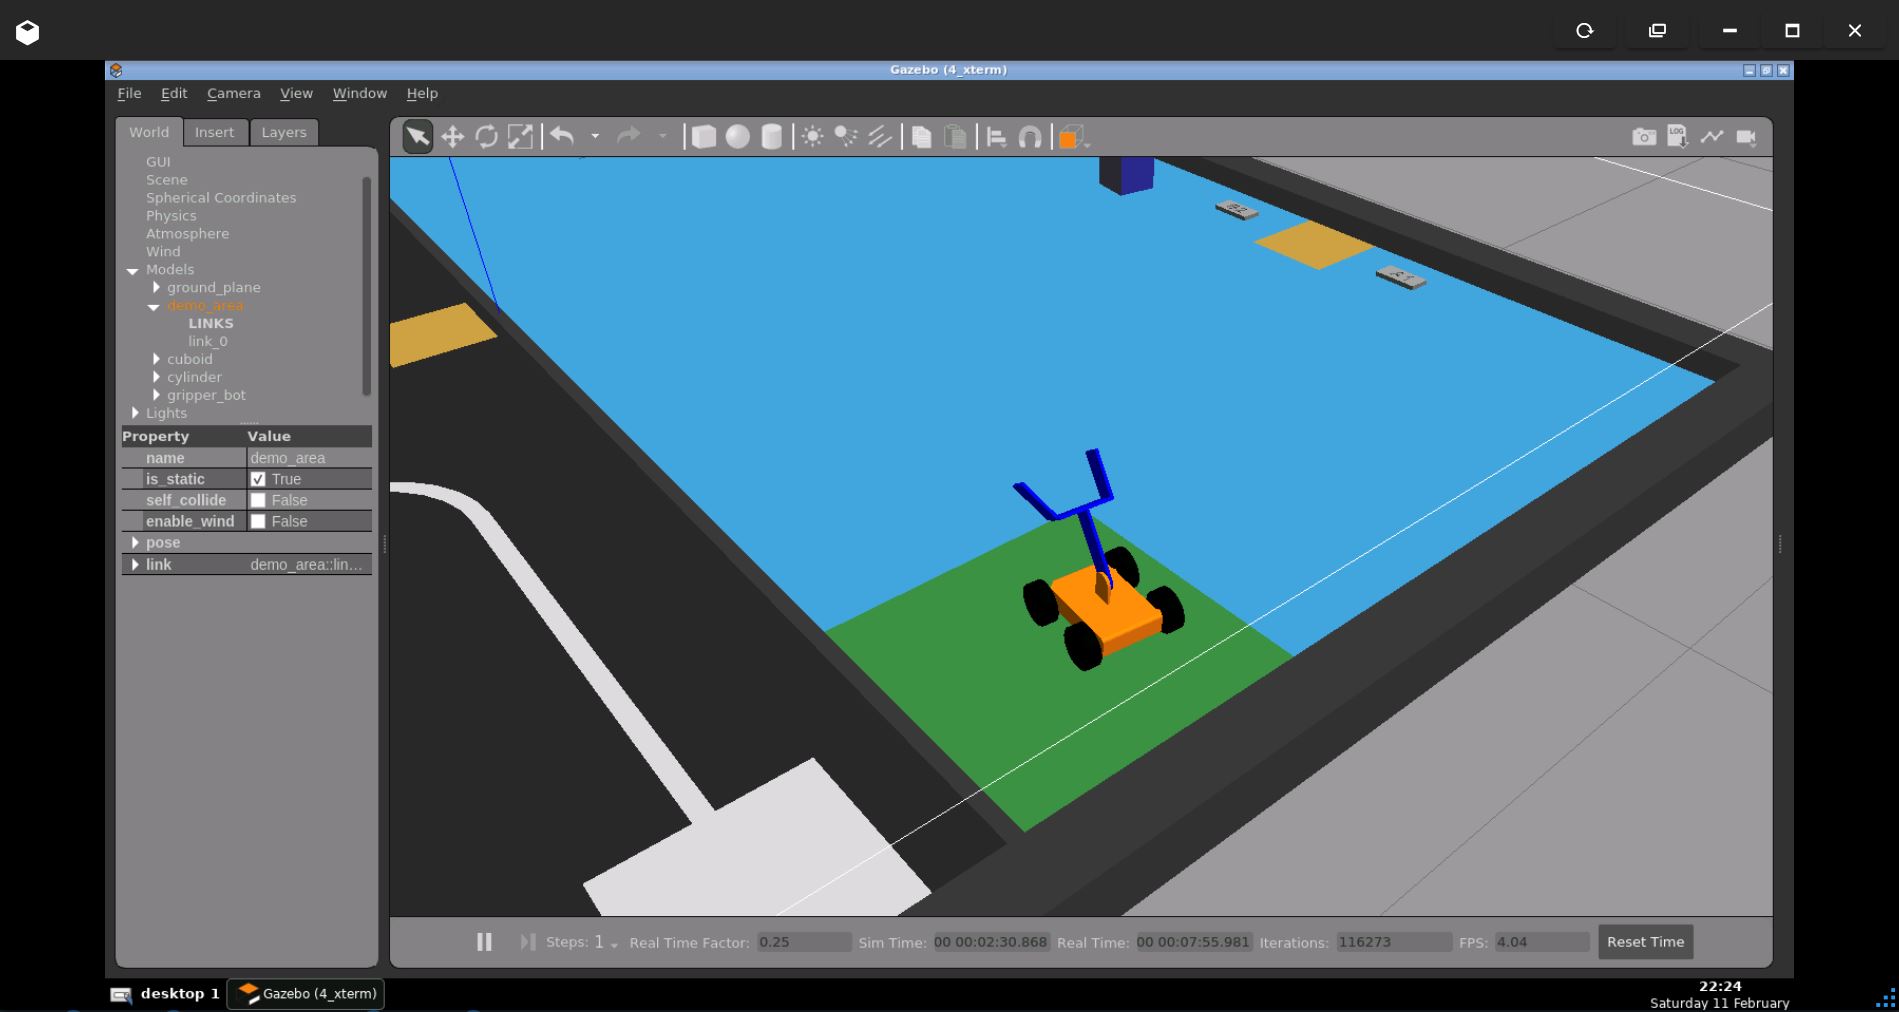 Gazebo (4_xterm)
File Edit Camera View Window Help
World Insert Layers
GUI
Scene
Spherical Coordinates
Physics
Atmosphere
Wind
Models
ground_plane
demo_area
LINKS
link_0
cuboid
cylinder
gripper_bot
Lights
Property Value
name demo_area
is_static True
self_collide False
enable_wind False
pose
link demo_area::lin...
LOG
Steps: 1 Real Time Factor: 0.25 Sim Time: 00 00:02:30.868 Real Time: 00 00:07:55.981 Iterations: 116273 FPS: 4.04 Reset Time
desktop 1 Gazebo (4_xterm)
22:24
Saturday 11 February